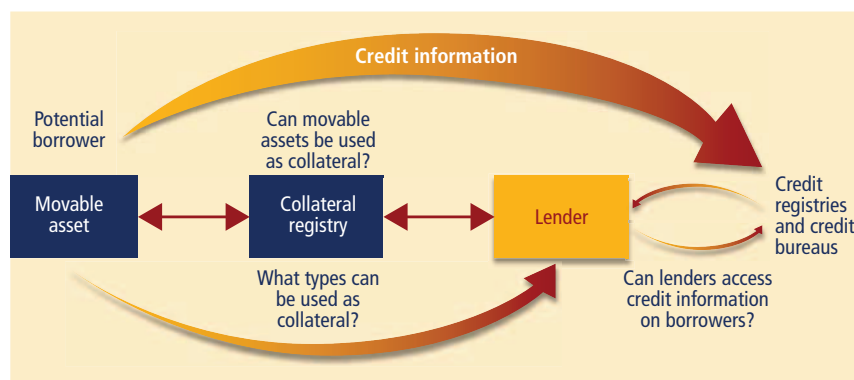 Credit information
Potential
borrower
Can movable
assets be used
as collateral?
Movable
asset
Collateral
registry
Lender
Credit
registries
and credit
bureaus
What types can
be used as
collateral?
Can lenders access
credit information
on borrowers?